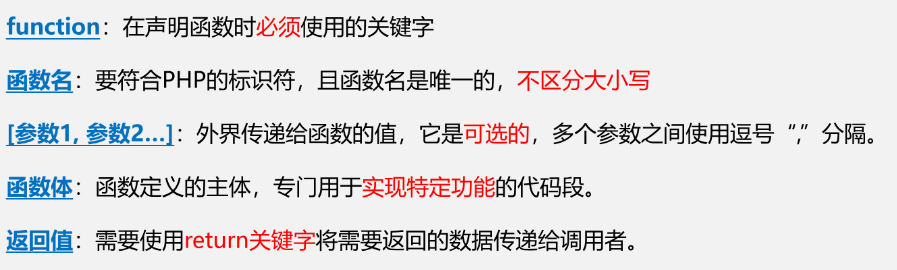 function：在声明函数时必须使用的关键字
函数名：要符合PHP的标识符，且函数名是唯一的，不区分大小写
[参数1, 参数2…]：外界传递给函数的值，它是可选的，多个参数之间使用逗号“,”分隔。
函数体：函数定义的主体，专门用于实现特定功能的代码段。
返回值：需要使用return关键字将需要返回的数据传递给调用者。